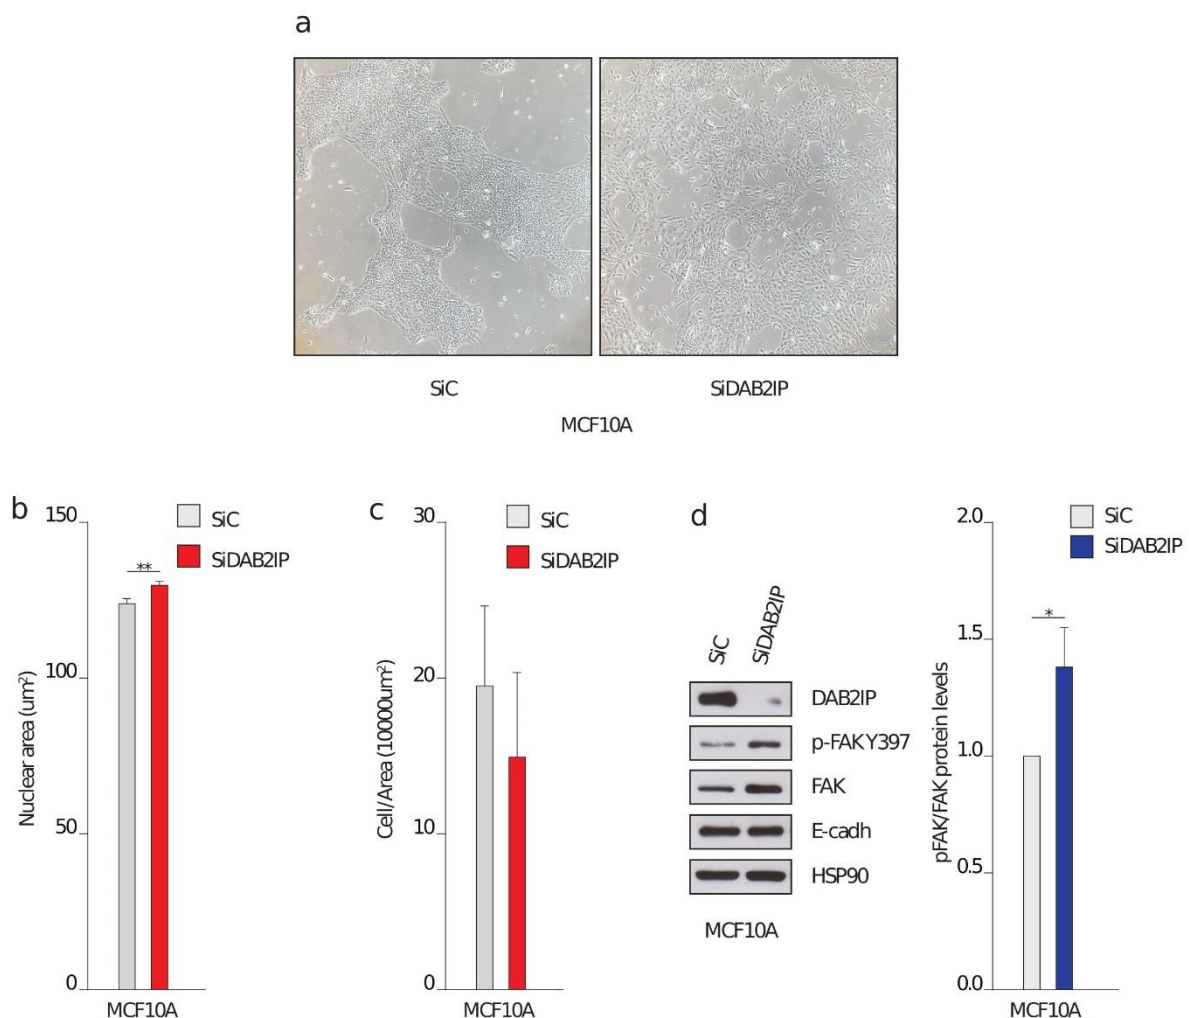 a
SiC
SiDAB2IP
MCF10A
b
SiC
SiDAB2IP
150
100
50
0
Nuclear area (um²)
**
MCF10A
c
SiC
SiDAB2IP
30
20
10
0
Cell/Area (10000um²)
MCF10A
d
SiC
SiDAB2IP
DAB2IP
p-FAKY397
FAK
E-cadh
HSP90
MCF10A
SiC
SiDAB2IP
2.0
1.5
1.0
0.5
0.0
pFAK/FAK protein levels
*
MCF10A